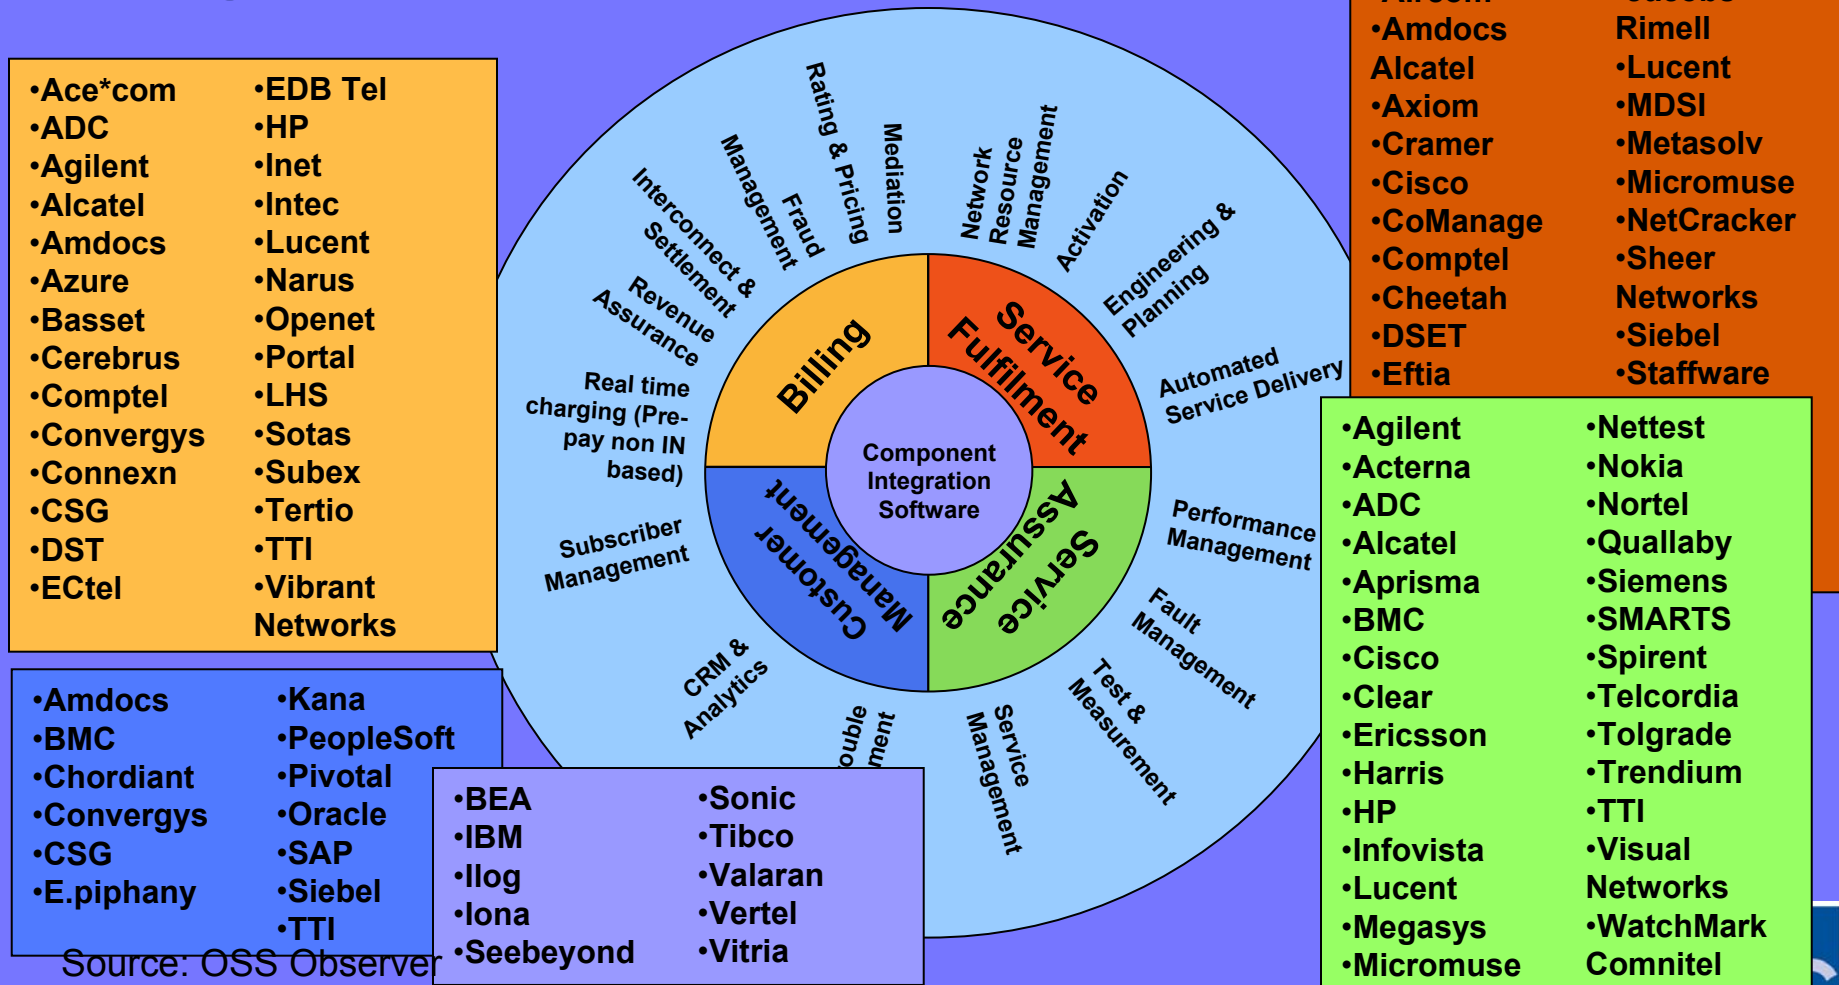 •Ace*com
•ADC
•Agilent
•Alcatel
•Amdocs
•Azure
•Basset
•Cerebrus
•Comptel
•Convergys
•Connexn
•CSG
•DST
•ECtel
•EDB Tel
•HP
•Inet
•Intec
•Lucent
•Narus
•Openet
•Portal
•LHS
•Sotas
•Subex
•Tertio
•TTI
•Vibrant
Networks
•Amdocs
Alcatel
•Axiom
•Cramer
•Cisco
•CoManage
•Comptel
•Cheetah
•DSET
•Eftia
Rimell
•Lucent
•MDSI
•Metasolv
•Micromuse
•NetCracker
•Sheer
Networks
•Siebel
•Staffware
Mediation
Rating & Pricing
Fraud
Management
Interconnect &
Settlement
Revenue
Assurance
Real time
charging (Pre-
pay non IN
based)
Network
Resource
Management
Activation
Engineering &
Planning
Automated
Service Delivery
Billing
Service
Fulfilment
Component
Integration
Software
Customer
Management
Service
Assurance
Subscriber
Management
CRM &
Analytics
Service
Management
Test &
Measurement
Fault
Management
Performance
Management
•Agilent
•Acterna
•ADC
•Alcatel
•Aprisma
•BMC
•Cisco
•Clear
•Ericsson
•Harris
•HP
•Infovista
•Lucent
•Megasys
•Micromuse
•Nettest
•Nokia
•Nortel
•Quallaby
•Siemens
•SMARTS
•Spirent
•Telcordia
•Tolgrade
•Trendium
•TTI
•Visual
Networks
•WatchMark
Comnitel
•Amdocs
•BMC
•Chordiant
•Convergys
•CSG
•E.piphany
•Kana
•PeopleSoft
•Pivotal
•Oracle
•SAP
•Siebel
•TTI
•BEA
•IBM
•Ilog
•Iona
•Seebeyond
•Sonic
•Tibco
•Valaran
•Vertel
•Vitria
Source: OSS Observer